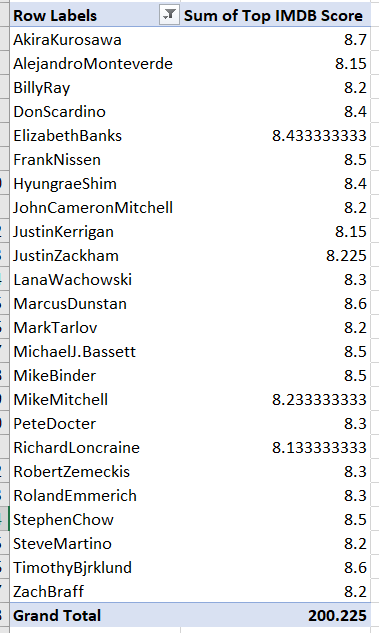 Row Labels Sum of Top IMDB Score
AkiraKurosawa 8.7
AlejandroMonteverde 8.15
BillyRay 8.2
DonScardino 8.4
ElizabethBanks 8.433333333
FrankNissen 8.5
HyungraeShim 8.4
JohnCameronMitchell 8.2
JustinKerrigan 8.15
JustinZackham 8.225
LanaWachowski 8.3
MarcusDunstan 8.6
MarkTarlov 8.2
MichaelJ.Bassett 8.5
MikeBinder 8.5
MikeMitchell 8.233333333
PeteDocter 8.3
RichardLoncraine 8.133333333
RobertZemeckis 8.3
RolandEmmerich 8.3
StephenChow 8.5
SteveMartino 8.2
TimothyBjrklund 8.6
ZachBraff 8.2
Grand Total 200.225